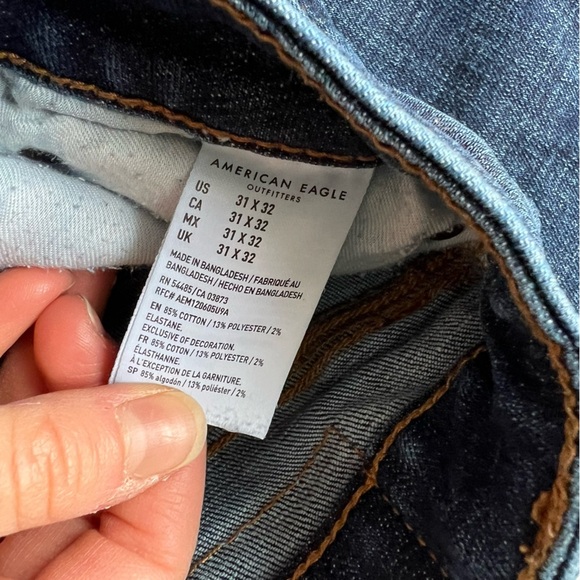 AMERICAN EAGLE
OUTFITTERS
US 31 X 32
CA 31 X 32
MX 31 X 32
UK 31 X 32
MADE IN BANGLADESH / FABRIQUÉ AU
BANGLADESH / HECHO EN BANGLADESH
RN 54485/CA 03873
RFC# AEM120605U9A
EN 85% COTTON / 13% POLYESTER / 2%
ELASTANE.
EXCLUSIVE OF DECORATION.
FR 85% COTON / 13% POLYESTER / 2%
ÉLASTHANNE.
À L'EXCEPTION DE LA GARNITURE.
SP 85% algodón / 13% poliéster / 2%